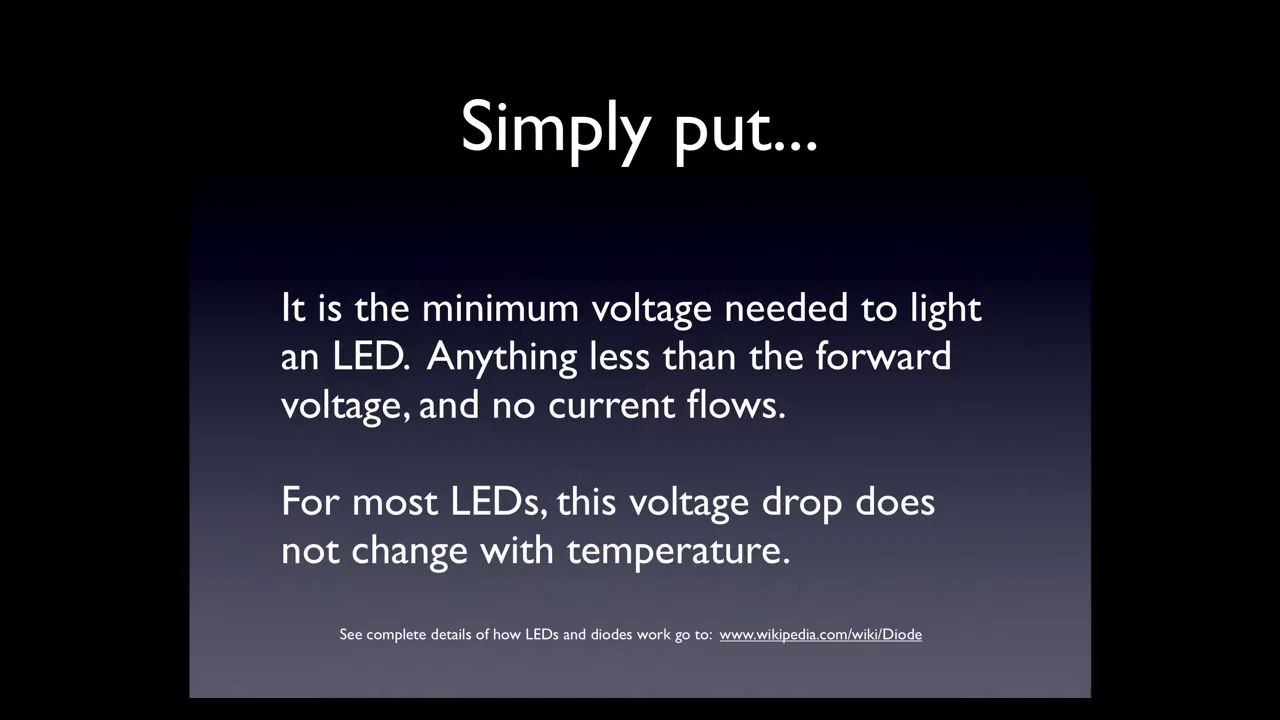 Simply put...
It is the minimum voltage needed to light
an LED.  Anything less than the forward
voltage, and no current flows.
For most LEDs, this voltage drop does
not change with temperature.
See complete details of how LEDs and diodes work go to:  www.wikipedia.com/wiki/Diode